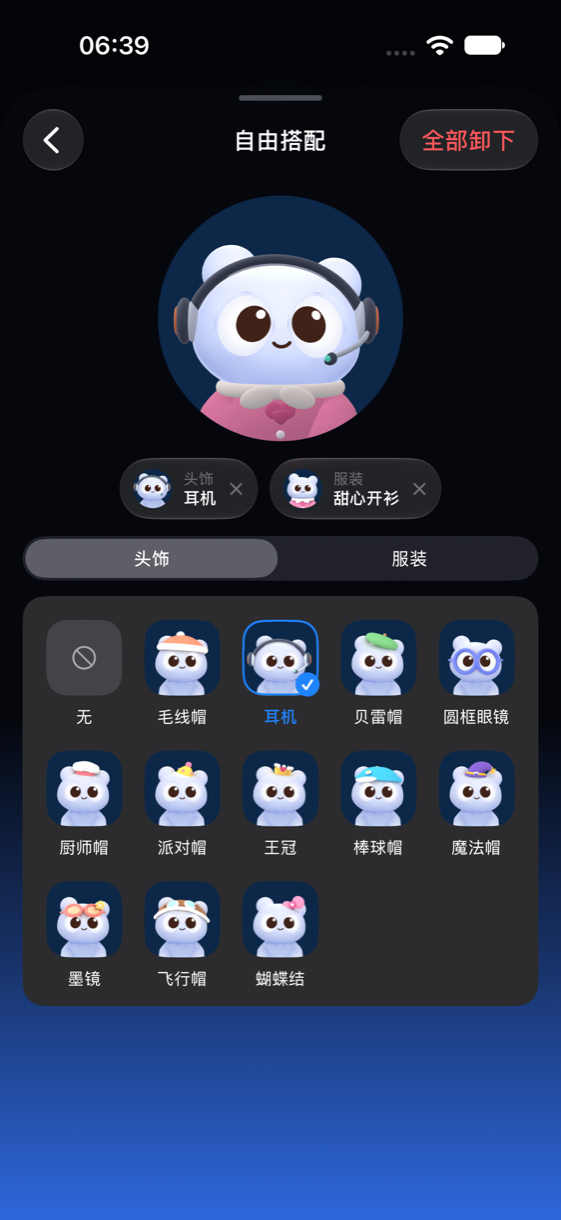 06:39
自由搭配
全部卸下
头饰
耳机
服装
甜心开衫
头饰
服装
无
毛线帽
耳机
贝雷帽
圆框眼镜
厨师帽
派对帽
王冠
棒球帽
魔法帽
墨镜
飞行帽
蝴蝶结